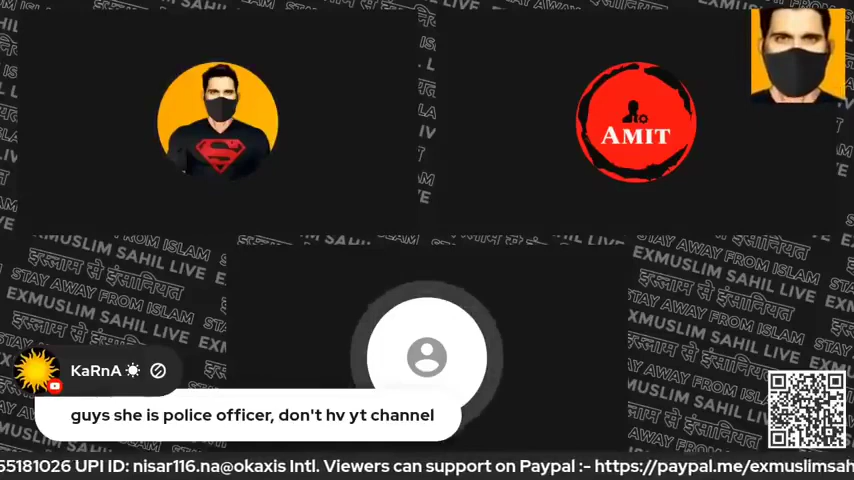 AMIT
STAY AWAY FROM ISLAM
इस्लाम से इंसानियत
EXMUSLIM SAHIL LIVE
KaRnA
guys she is police officer, don't hv yt channel
55181026 UPI ID: nisar116.na@okaxis Intl. Viewers can support on Paypal :- https://paypal.me/exmuslimsah